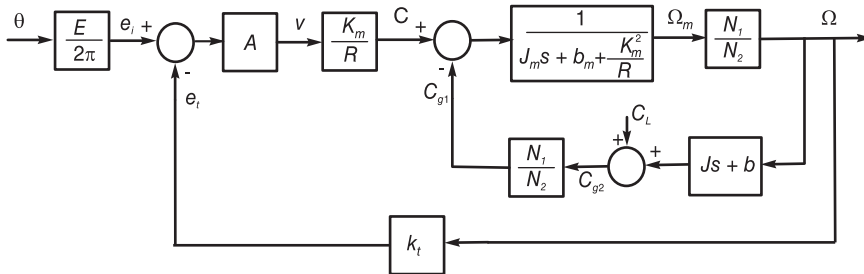 θ
E
2π
e_i
+
-
e_t
A
v
K_m
R
C
+
-
C_g1
1
J_m s + b_m + K_m^2
R
Ω_m
N_1
N_2
Ω
C_L
+
+
C_g2
N_1
N_2
Js + b
k_t